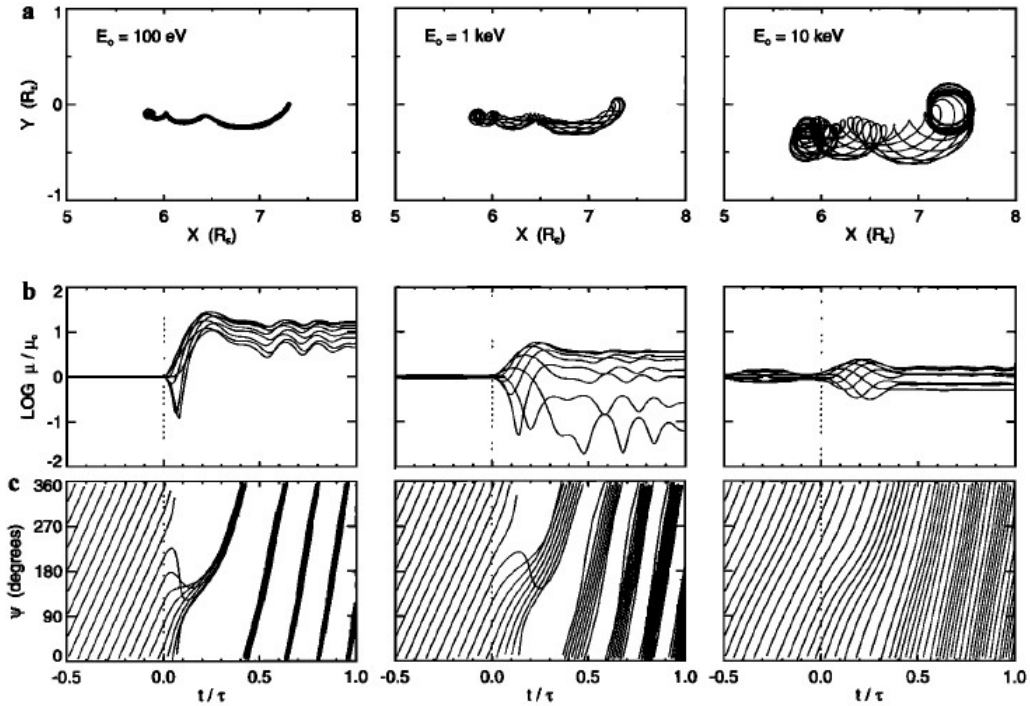 a
E₀ = 100 eV
E₀ = 1 keV
E₀ = 10 keV
Y (Rₑ)
1
0
-1
5 6 7 8
5 6 7 8
5 6 7 8
X (Rₑ)
X (Rₑ)
X (Rₑ)
b
LOG μ / μ₀
2
1
0
-1
-2
c
Ψ (degrees)
360
270
180
90
0
-0.5 0.0 0.5 1.0
-0.5 0.0 0.5 1.0
-0.5 0.0 0.5 1.0
t / τ
t / τ
t / τ